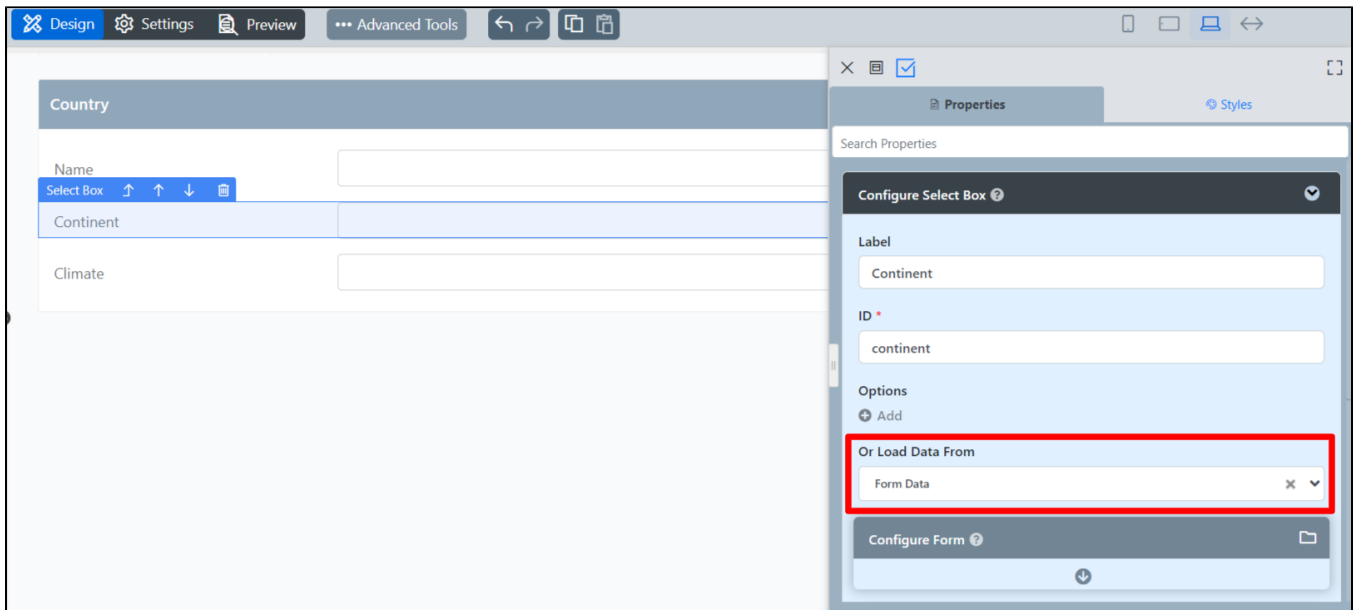 Design Settings Preview ••• Advanced Tools
Country
Name
Select Box
Continent
Climate
Properties Styles
Search Properties
Configure Select Box ?
Label
Continent
ID *
continent
Options
Add
Or Load Data From
Form Data
Configure Form ?